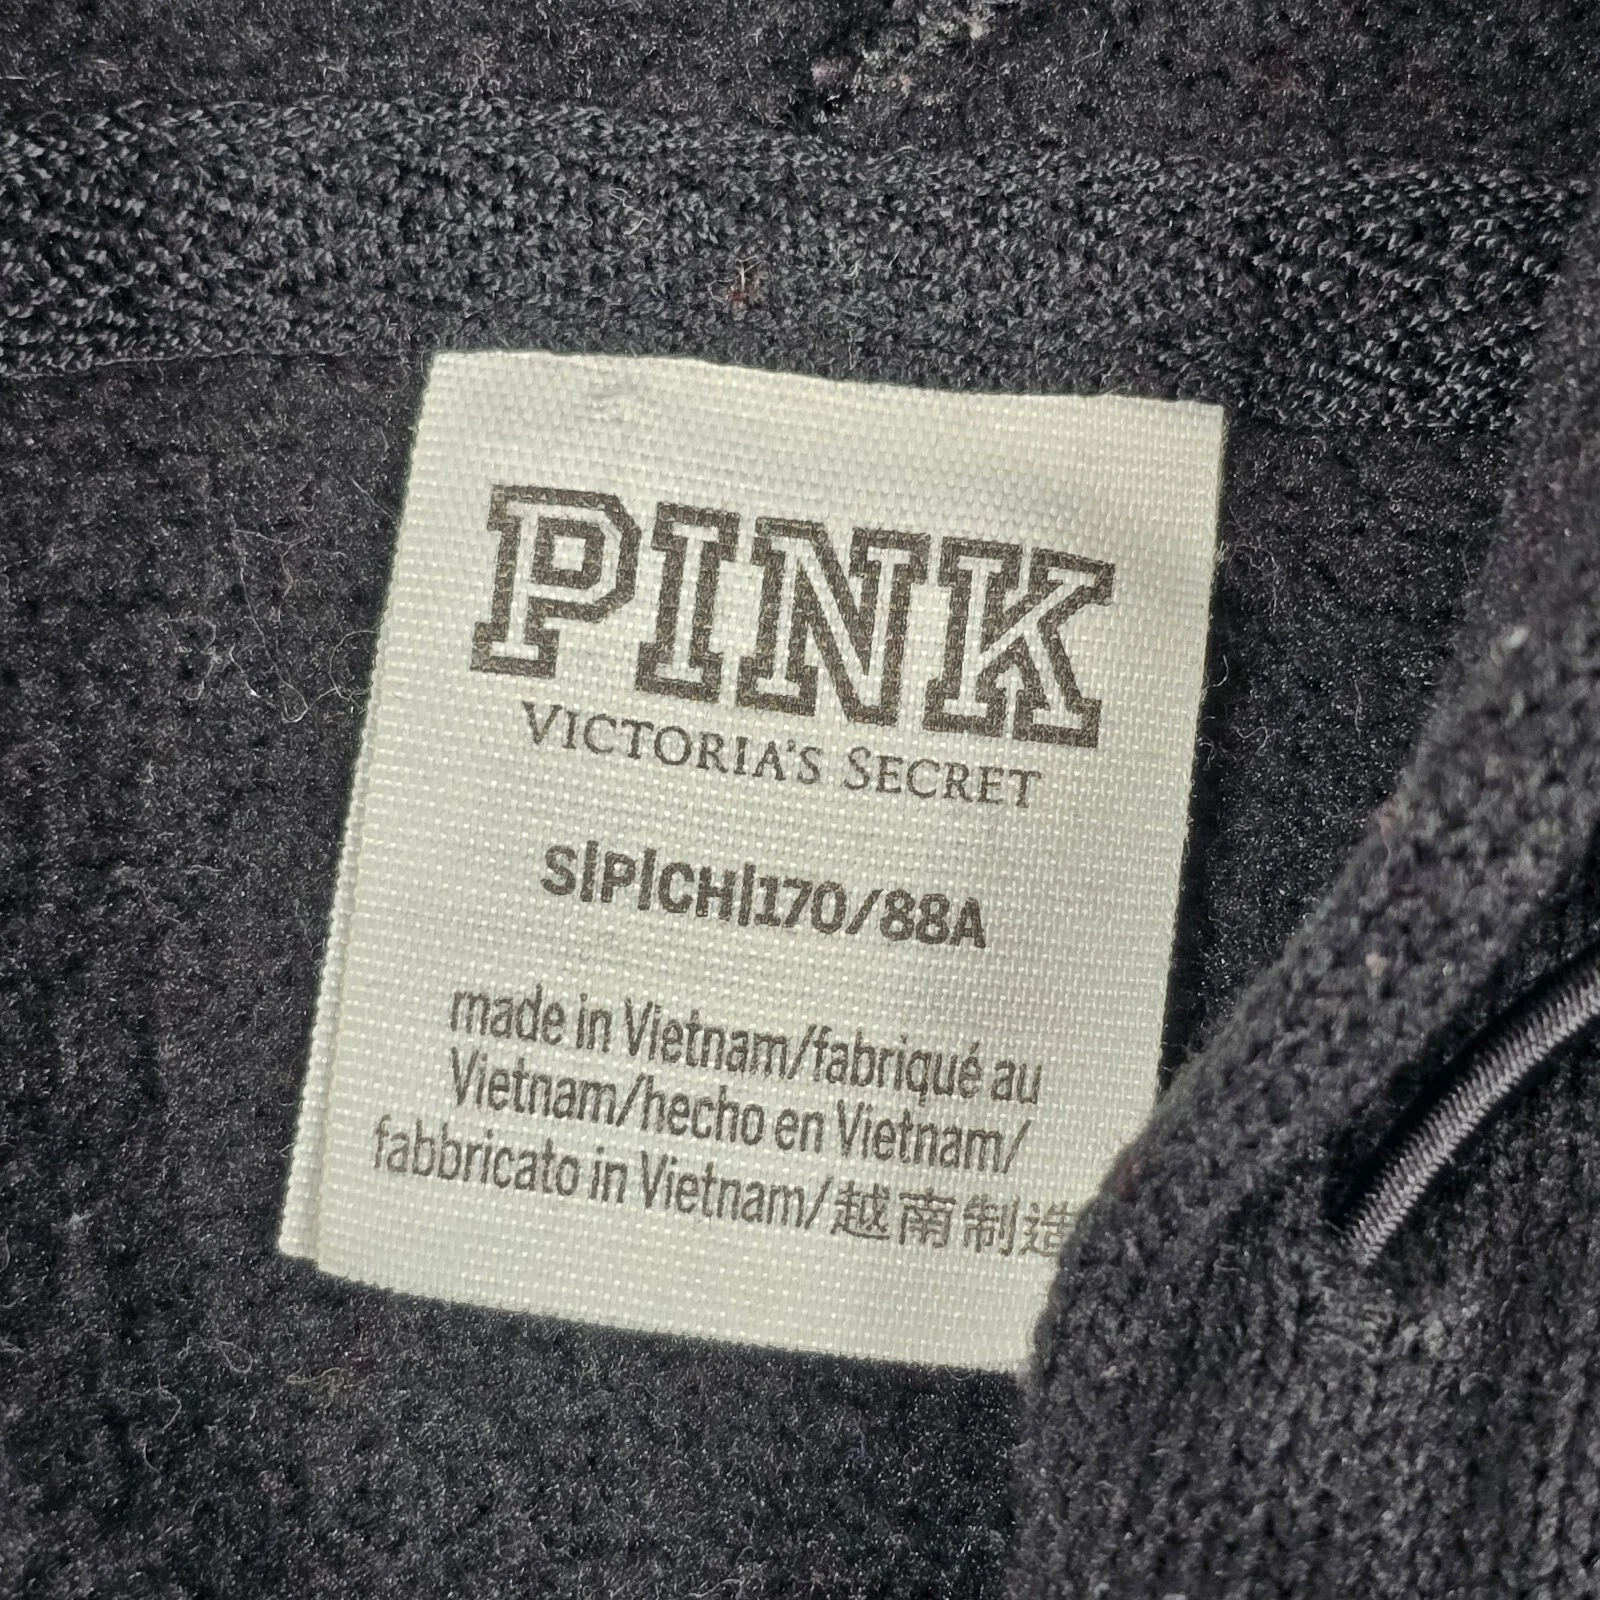 PINK
VICTORIA'S SECRET
S|P|CH|170/88A
made in Vietnam/fabriqué au
Vietnam/hecho en Vietnam/
fabbricato in Vietnam/越南制造